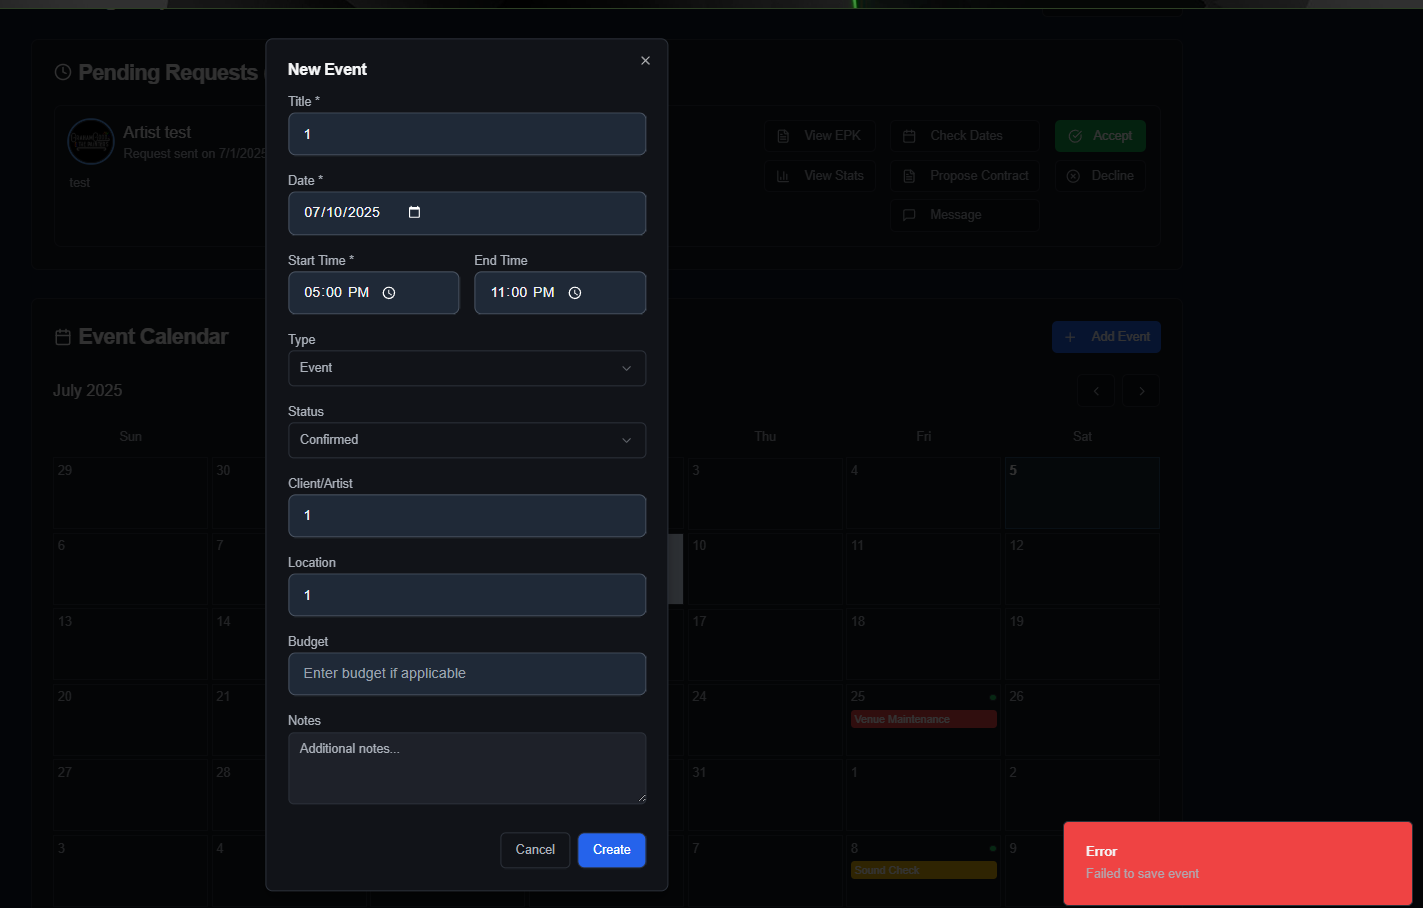 Pending Requests
Artist test
Request sent on 7/1/2025
test
View EPK
Check Dates
Accept
View Stats
Propose Contract
Decline
Message
Event Calendar
Add Event
July 2025
Sun
Thu
Fri
Sat
29
30
3
4
5
6
7
10
11
12
13
14
17
18
19
20
21
24
25
26
Venue Maintenance
27
28
31
1
2
3
4
7
8
9
Sound Check
New Event
Title *
1
Date *
07/10/2025
Start Time *
End Time
05:00 PM
11:00 PM
Type
Event
Status
Confirmed
Client/Artist
1
Location
1
Budget
Enter budget if applicable
Notes
Additional notes...
Cancel
Create
Error
Failed to save event